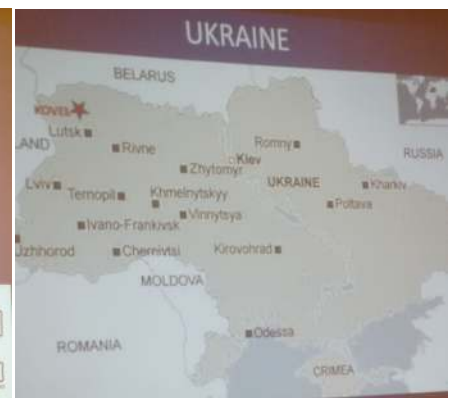 UKRAINE
BELARUS
KOVEL
Lutsk
LAND
Rivne
Romny
Kiev
RUSSIA
Zhytomyr
Lviv
Ternopil
Khmelnytskyy
UKRAINE
Kharkiv
Poltava
Vinnytsya
Ivano-Frankivsk
Uzhhorod
Chernivtsi
Kirovohrad
MOLDOVA
Odessa
ROMANIA
CRIMEA